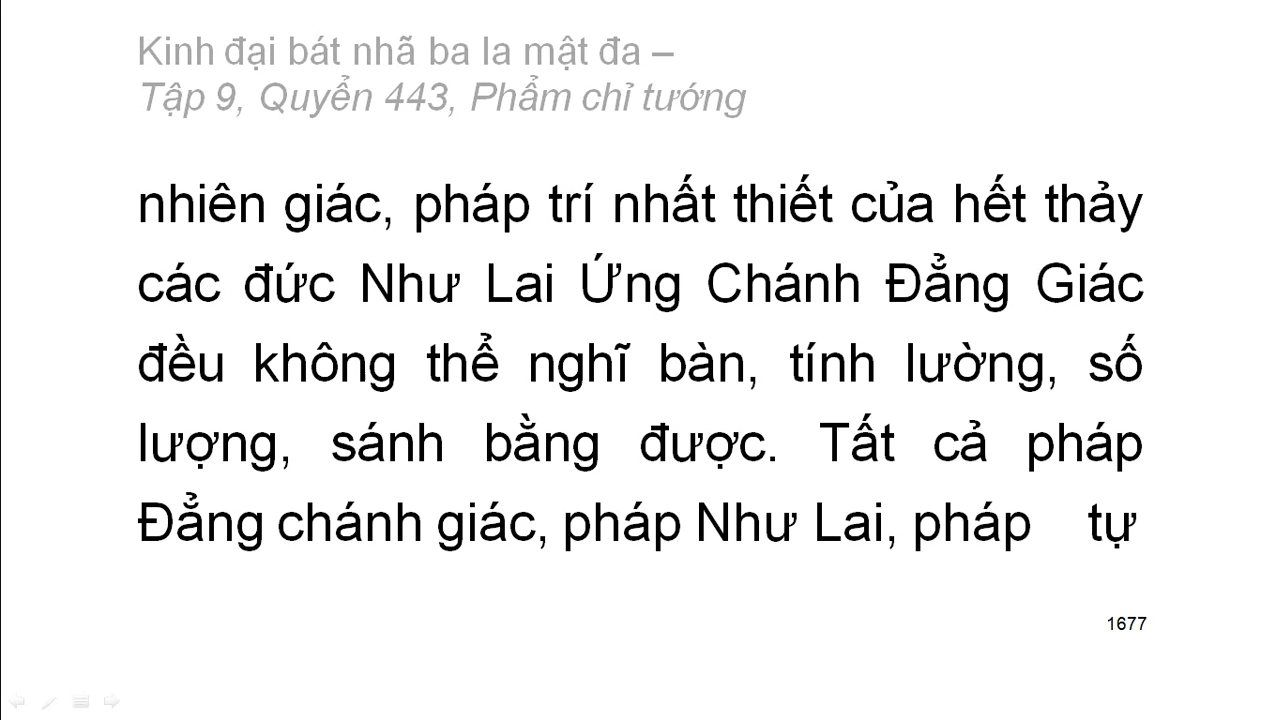 Kinh đại bát nhã ba la mật đa –
Tập 9, Quyển 443, Phẩm chỉ tướng
nhiên giác, pháp trí nhất thiết của hết thảy
các đức Như Lai Ứng Chánh Đẳng Giác
đều không thể nghĩ bàn, tính lường, số
lượng, sánh bằng được. Tất cả pháp
Đẳng chánh giác, pháp Như Lai, pháp tự
1677